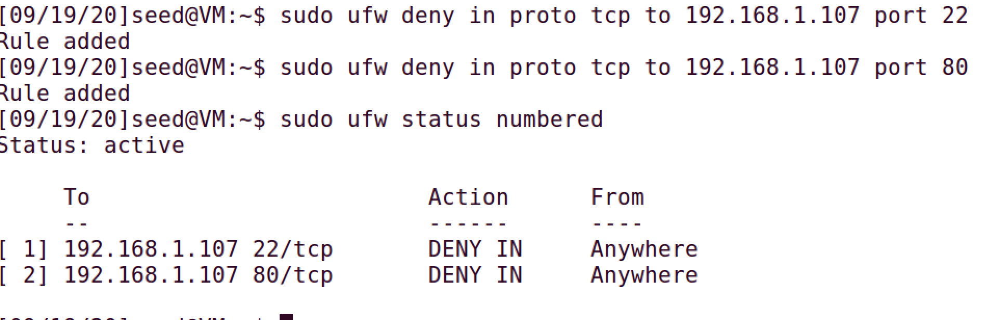 [09/19/20]seed@VM:~$ sudo ufw deny in proto tcp to 192.168.1.107 port 22
Rule added
[09/19/20]seed@VM:~$ sudo ufw deny in proto tcp to 192.168.1.107 port 80
Rule added
[09/19/20]seed@VM:~$ sudo ufw status numbered
Status: active
To Action From
-- ------ ----
[ 1] 192.168.1.107 22/tcp DENY IN Anywhere
[ 2] 192.168.1.107 80/tcp DENY IN Anywhere